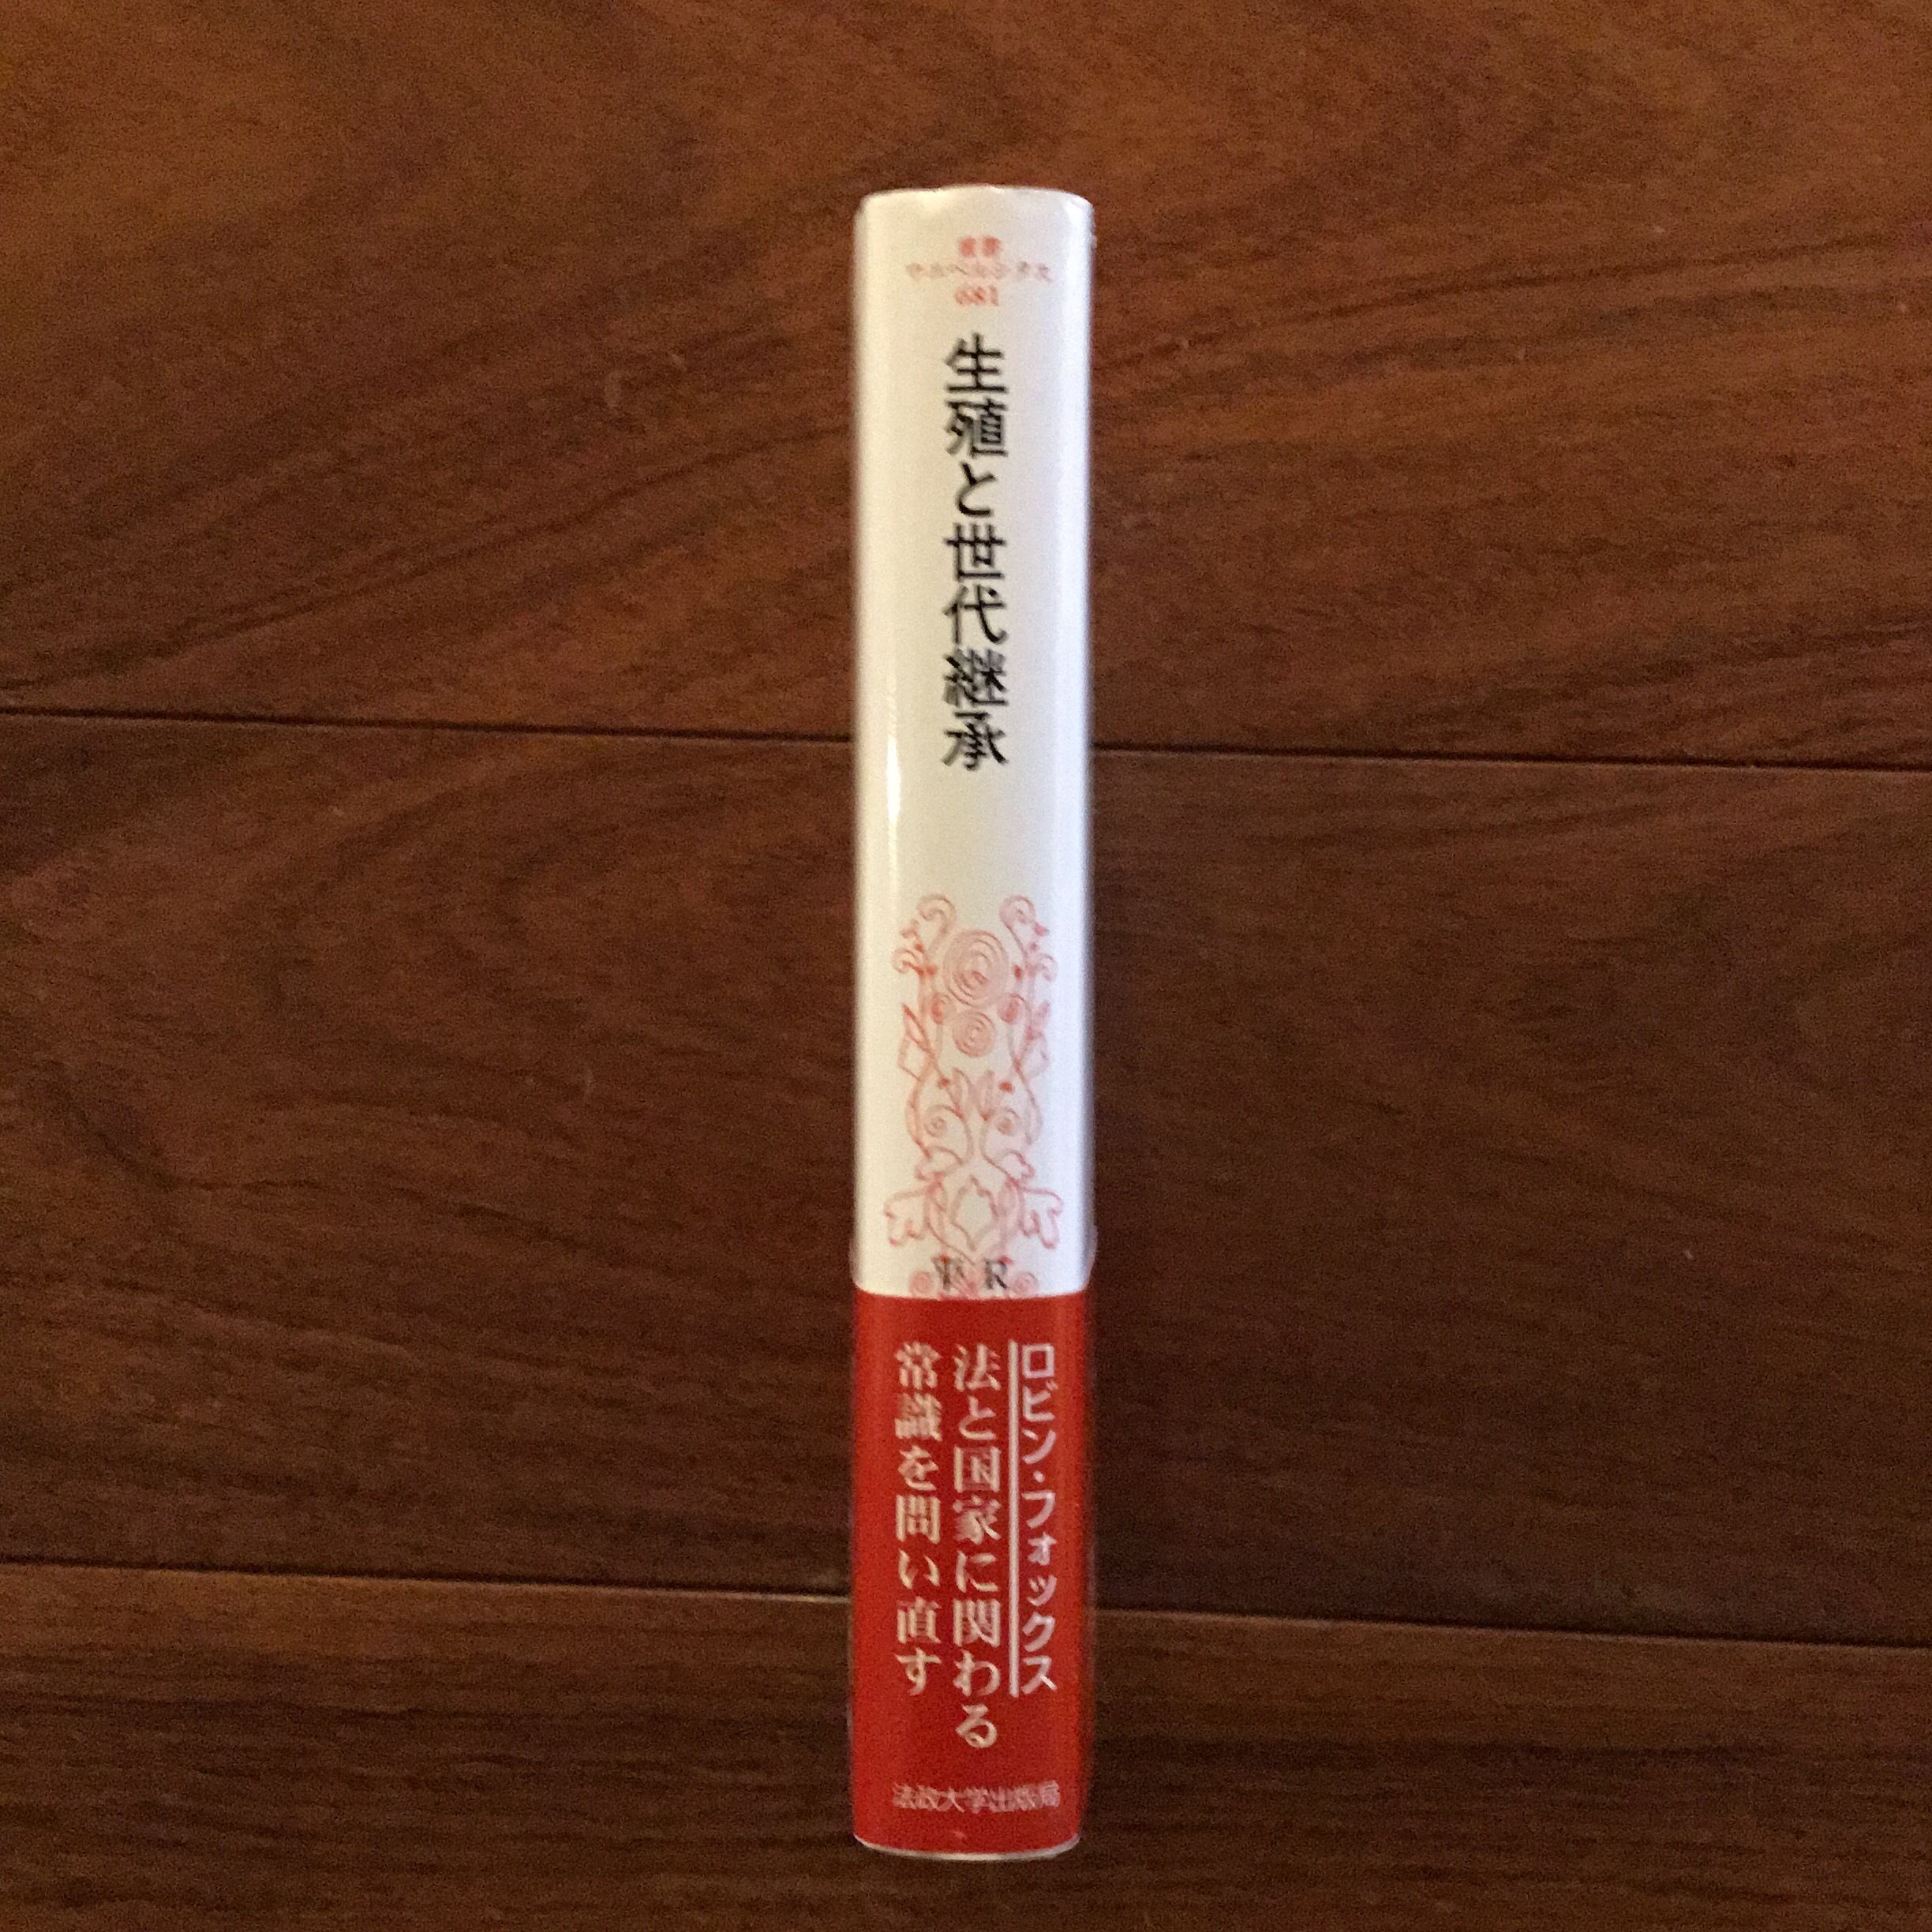 叢書
ウニベルシタス
681
生殖と世代継承
ロビン・フォックス
法と国家に関わる
常識を問い直す
法政大学出版局